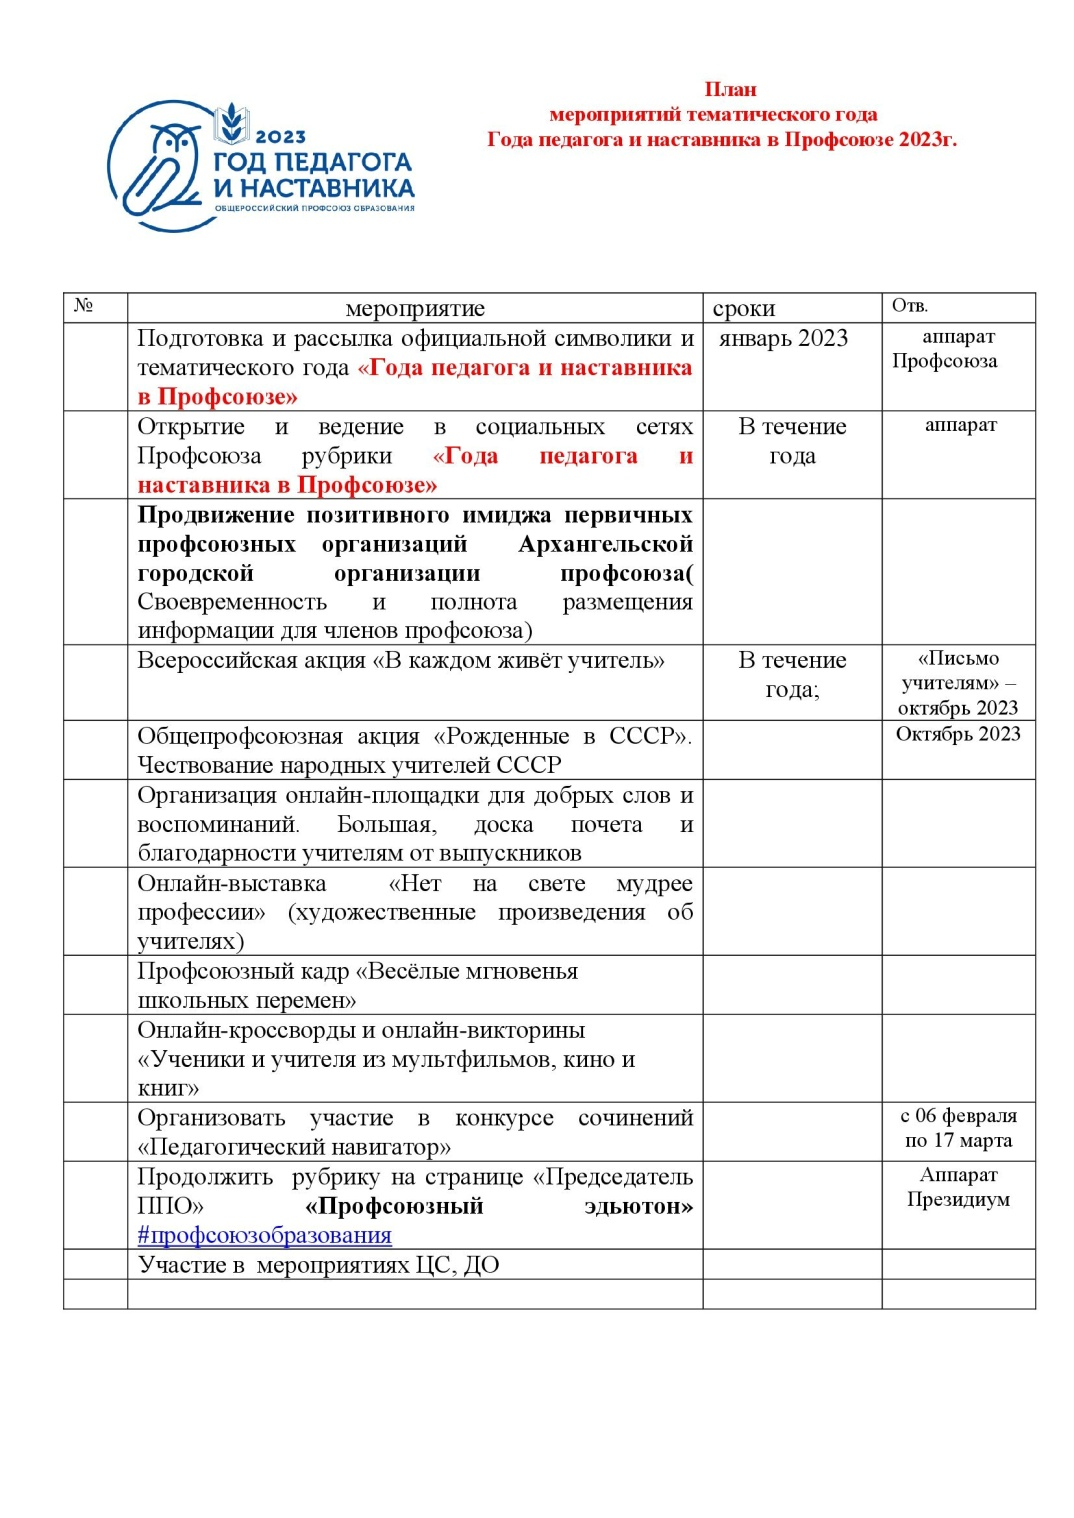 План
мероприятий тематического года
Года педагога и наставника в Профсоюзе 2023г.
2023
ГОД ПЕДАГОГА
И НАСТАВНИКА
ОБЩЕРОССИЙСКИЙ ПРОФСОЮЗ ОБРАЗОВАНИЯ
№ мероприятие сроки Отв.
Подготовка и рассылка официальной символики и январь 2023 аппарат
тематического года «Года педагога и наставника Профсоюза
в Профсоюзе»
Открытие и ведение в социальных сетях В течение аппарат
Профсоюза рубрики «Года педагога и года
наставника в Профсоюзе»
Продвижение позитивного имиджа первичных
профсоюзных организаций Архангельской
городской организации профсоюза(
Своевременность и полнота размещения
информации для членов профсоюза)
Всероссийская акция «В каждом живёт учитель» В течение «Письмо
года; учителям» –
октябрь 2023
Общепрофсоюзная акция «Рожденные в СССР». Октябрь 2023
Чествование народных учителей СССР
Организация онлайн-площадки для добрых слов и
воспоминаний. Большая, доска почета и
благодарности учителям от выпускников
Онлайн-выставка «Нет на свете мудрее
профессии» (художественные произведения об
учителях)
Профсоюзный кадр «Весёлые мгновенья
школьных перемен»
Онлайн-кроссворды и онлайн-викторины
«Ученики и учителя из мультфильмов, кино и
книг»
Организовать участие в конкурсе сочинений с 06 февраля
«Педагогический навигатор» по 17 марта
Продолжить рубрику на странице «Председатель Аппарат
ППО» «Профсоюзный эдьютон» Президиум
#профсоюзобразования
Участие в мероприятиях ЦС, ДО